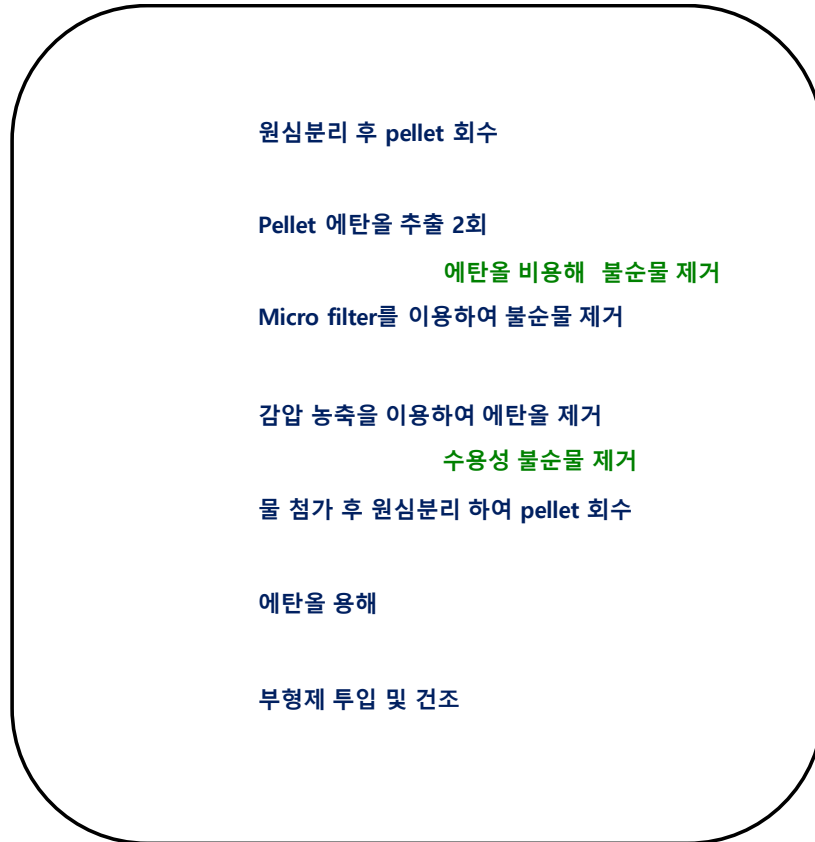 원심분리 후 pellet 회수
Pellet 에탄올 추출 2회
에탄올 비용해 불순물 제거
Micro filter를 이용하여 불순물 제거
감압 농축을 이용하여 에탄올 제거
수용성 불순물 제거
물 첨가 후 원심분리 하여 pellet 회수
에탄올 용해
부형제 투입 및 건조